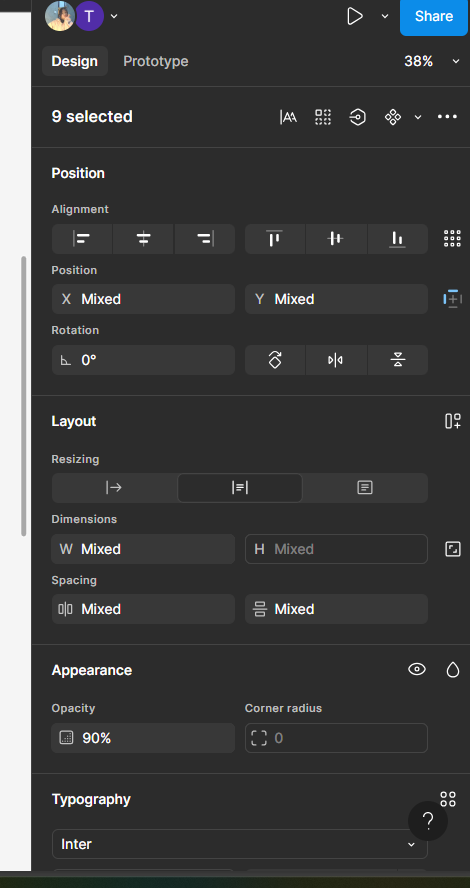 T
Share
Design Prototype 38%
9 selected
Position
Alignment
Position
X Mixed Y Mixed
Rotation
0°
Layout
Resizing
Dimensions
W Mixed H Mixed
Spacing
Mixed Mixed
Appearance
Opacity Corner radius
90% 0
Typography
?
Inter